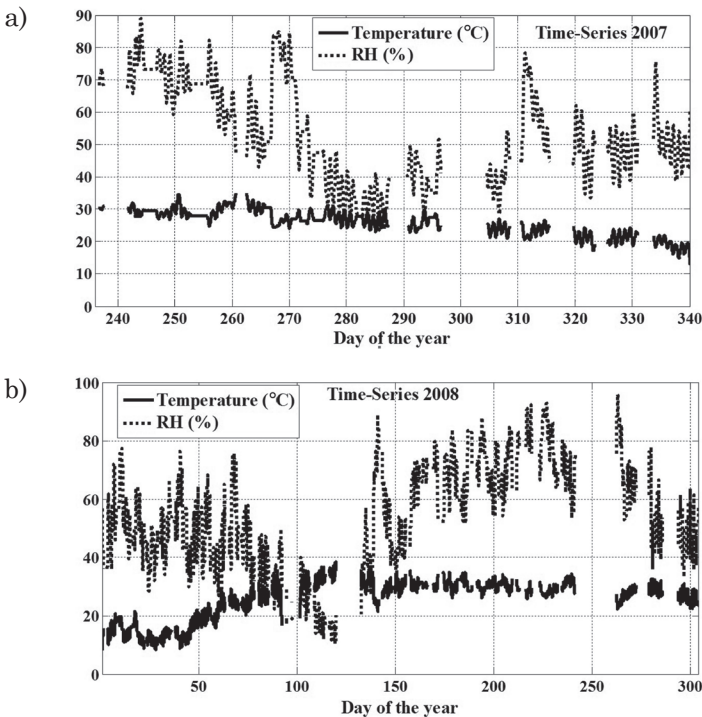 a)
90
80
70
60
50
40
30
20
10
0
Temperature (°C)
RH (%)
Time-Series 2007
240 250 260 270 280 290 300 310 320 330 340
Day of the year
b)
100
80
60
40
20
0
Temperature (°C)
RH (%)
Time-Series 2008
50 100 150 200 250 300
Day of the year